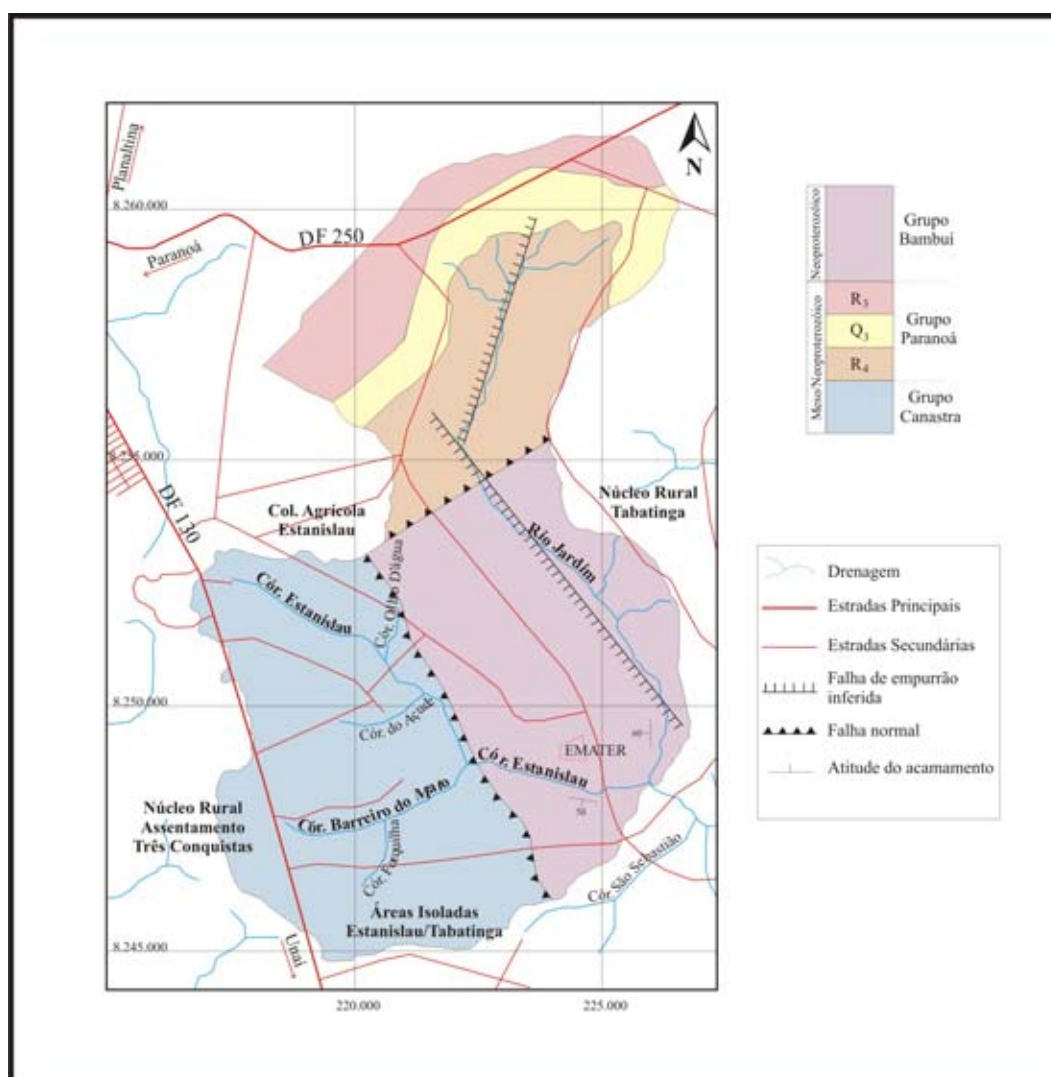 Planaltina
N
8.260.000
DF 250
Paranoá
8.255.000
DF 130
Col. Agrícola
Estanislau
Núcleo Rural
Tabatinga
Rio Jardim
Cór. Olho D'água
Cór. Estanislau
8.250.000
Cór. do Açude
60
EMATER
Cór. Estanislau
Cór. Barreiro do Mato
50
Núcleo Rural
Assentamento
Três Conquistas
Cór. Forquilha
Cór São Sebastião
Áreas Isoladas
Estanislau/Tabatinga
8.245.000
Unaí
220.000
225.000
Neoproterozóico
Grupo
Bambuí
Meso/Neoproterozóico
R3
Q3
R4
Grupo
Paranoá
Grupo
Canastra
Drenagem
Estradas Principais
Estradas Secundárias
Falha de empurrão
inferida
Falha normal
Atitude do acamamento